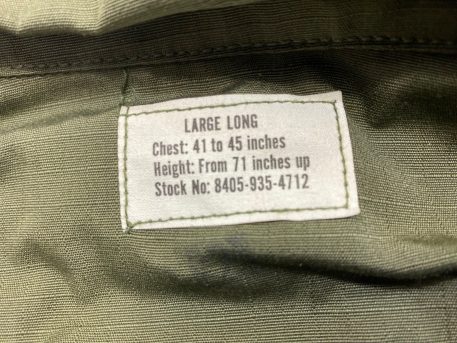 LARGE LONG
Chest: 41 to 45 inches
Height: From 71 inches up
Stock No: 8405-935-4712